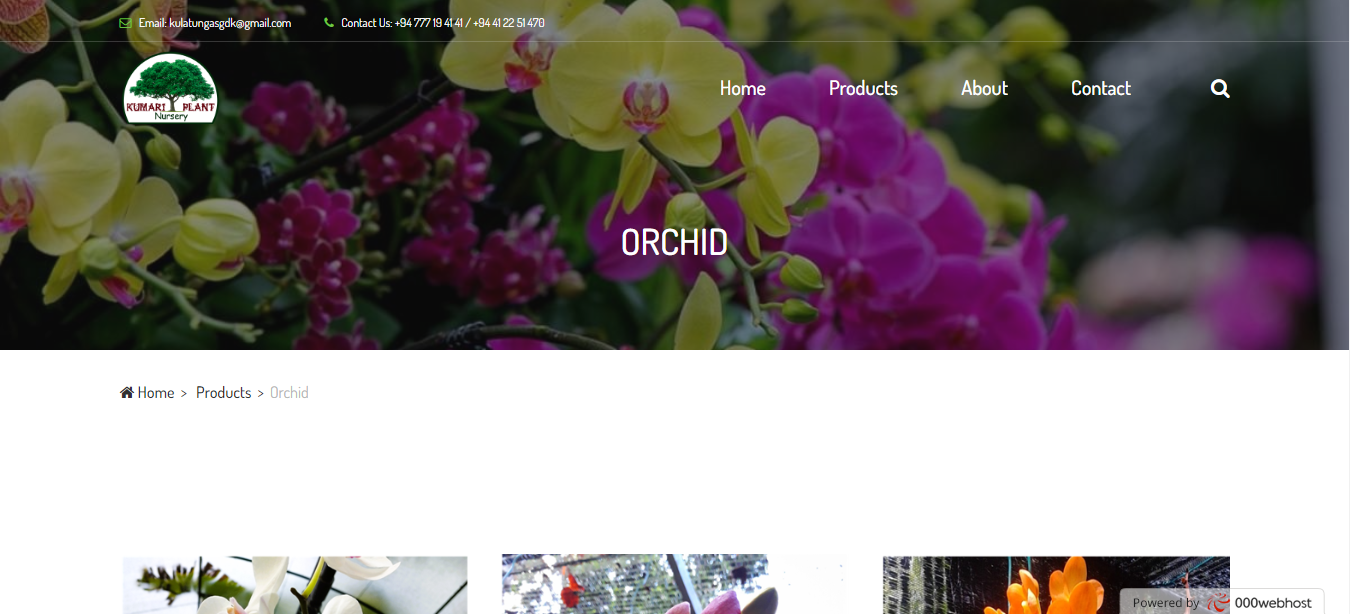 Email: kulatungasgdk@gmail.com
Contact Us: +94 777 19 41 41 / +94 41 22 51 470
KUMARI PLANT
Nursery
Home
Products
About
Contact
ORCHID
Home > Products > Orchid
Powered by 000webhost